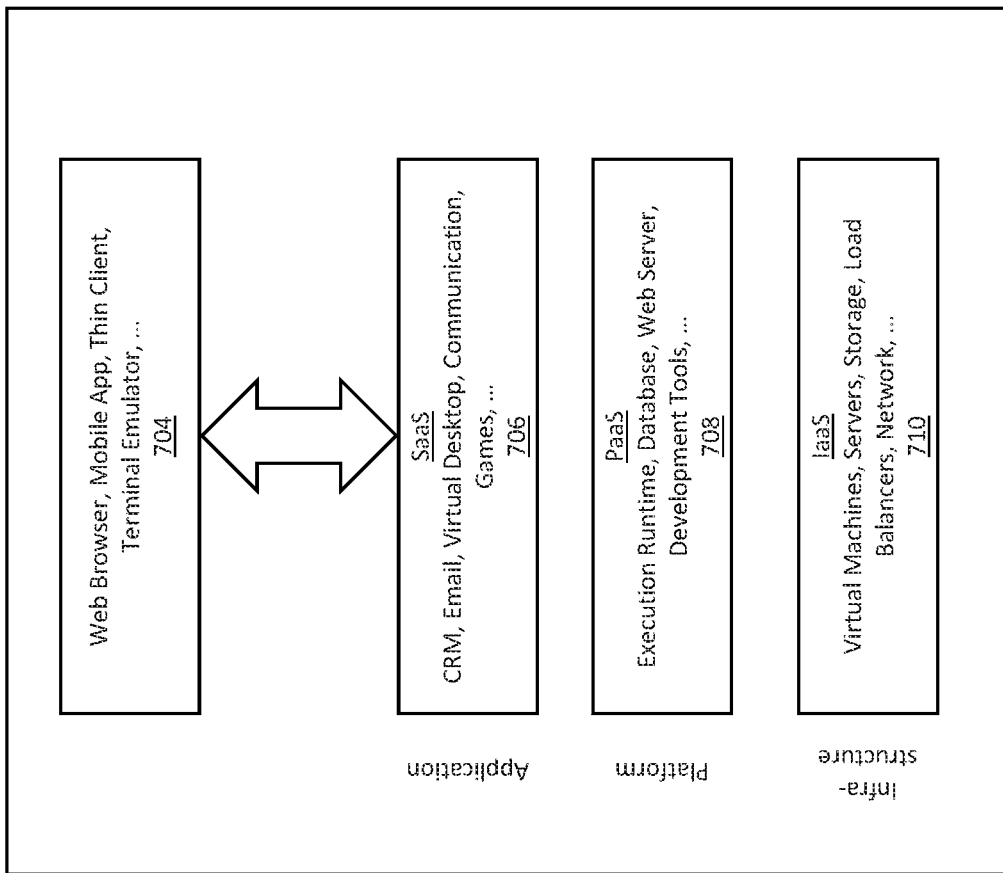 Web Browser, Mobile App, Thin Client,
Terminal Emulator, ...
704
Application
SaaS
CRM, Email, Virtual Desktop, Communication,
Games, ...
706
Platform
PaaS
Execution Runtime, Database, Web Server,
Development Tools, ...
708
Infra-
structure
IaaS
Virtual Machines, Servers, Storage, Load
Balancers, Network, ...
710